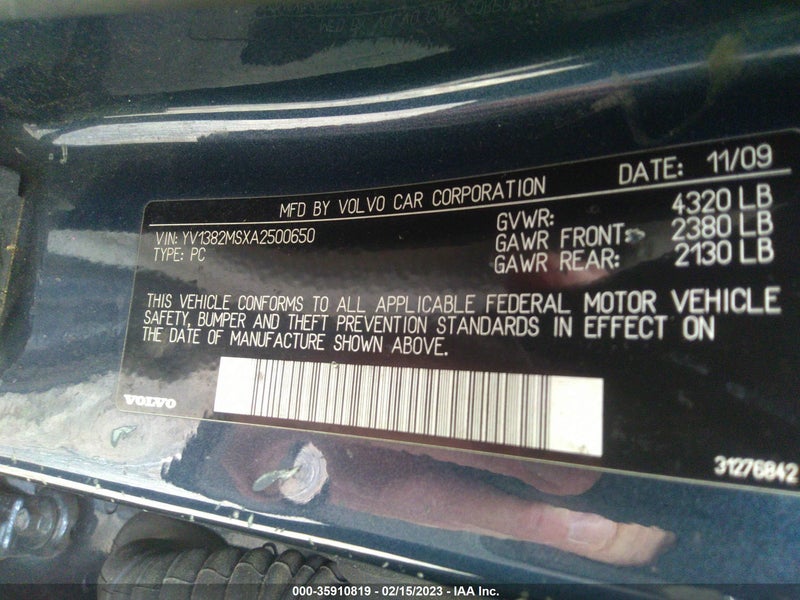 MFD BY VOLVO CAR CORPORATION DATE: 11/09
VIN: YV1382MSXA2500650 GVWR: 4320 LB
TYPE: PC GAWR FRONT: 2380 LB
GAWR REAR: 2130 LB
THIS VEHICLE CONFORMS TO ALL APPLICABLE FEDERAL MOTOR VEHICLE
SAFETY, BUMPER AND THEFT PREVENTION STANDARDS IN EFFECT ON
THE DATE OF MANUFACTURE SHOWN ABOVE.
VOLVO
31276842
000-35910819 - 02/15/2023 - IAA Inc.